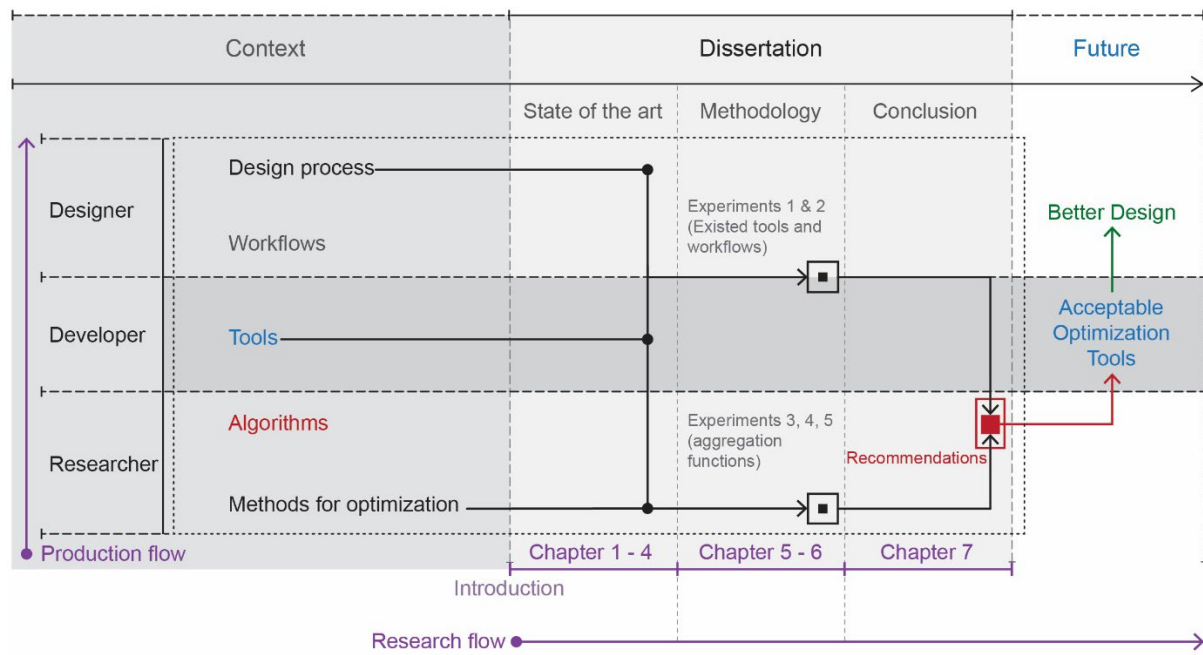 Context
Dissertation
Future
State of the art
Methodology
Conclusion
Designer
Design process
Workflows
Experiments 1 & 2
(Existed tools and
workflows)
Better Design
Developer
Tools
Acceptable
Optimization
Tools
Researcher
Algorithms
Methods for optimization
Experiments 3, 4, 5
(aggregation
functions)
Recommendations
Production flow
Chapter 1 - 4
Chapter 5 - 6
Chapter 7
Introduction
Research flow